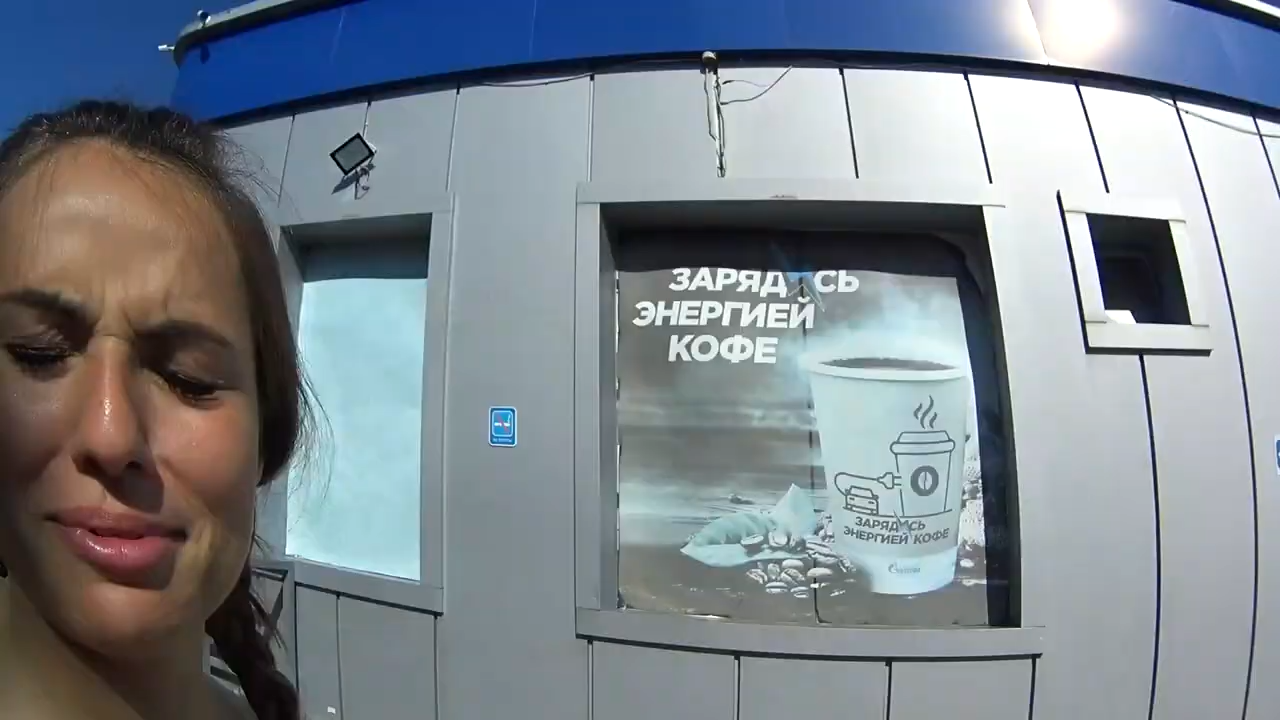 ЗАРЯДИСЬ
ЭНЕРГИЕЙ
КОФЕ
ЗАРЯДИСЬ
ЭНЕРГИЕЙ КОФЕ